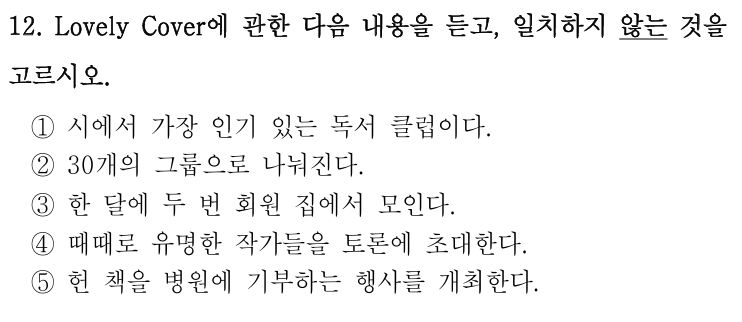 12. Lovely Cover에 관한 다음 내용을 듣고, 일치하지 않는 것을
고르시오.
① 시에서 가장 인기 있는 독서 클럽이다.
② 30개의 그룹으로 나눠진다.
③ 한 달에 두 번 회원 집에서 모인다.
④ 때때로 유명한 작가들을 토론에 초대한다.
⑤ 헌 책을 병원에 기부하는 행사를 개최한다.